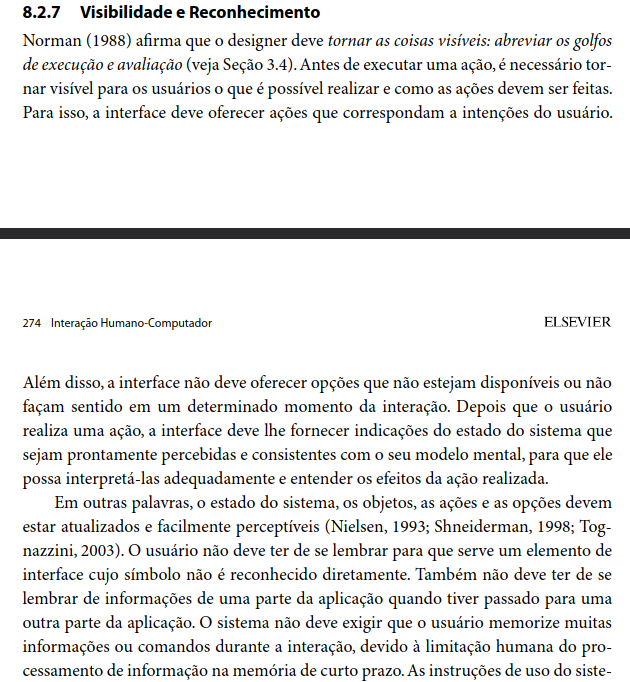 8.2.7 Visibilidade e Reconhecimento
Norman (1988) afirma que o designer deve tornar as coisas visíveis: abreviar os golfos
de execução e avaliação (veja Seção 3.4). Antes de executar uma ação, é necessário tor-
nar visível para os usuários o que é possível realizar e como as ações devem ser feitas.
Para isso, a interface deve oferecer ações que correspondam a intenções do usuário.
274 Interação Humano-Computador ELSEVIER
Além disso, a interface não deve oferecer opções que não estejam disponíveis ou não
façam sentido em um determinado momento da interação. Depois que o usuário
realiza uma ação, a interface deve lhe fornecer indicações do estado do sistema que
sejam prontamente percebidas e consistentes com o seu modelo mental, para que ele
possa interpretá-las adequadamente e entender os efeitos da ação realizada.
Em outras palavras, o estado do sistema, os objetos, as ações e as opções devem
estar atualizados e facilmente perceptíveis (Nielsen, 1993; Shneiderman, 1998; Tog-
nazzini, 2003). O usuário não deve ter de se lembrar para que serve um elemento de
interface cujo símbolo não é reconhecido diretamente. Também não deve ter de se
lembrar de informações de uma parte da aplicação quando tiver passado para uma
outra parte da aplicação. O sistema não deve exigir que o usuário memorize muitas
informações ou comandos durante a interação, devido à limitação humana do pro-
cessamento de informação na memória de curto prazo. As instruções de uso do siste-